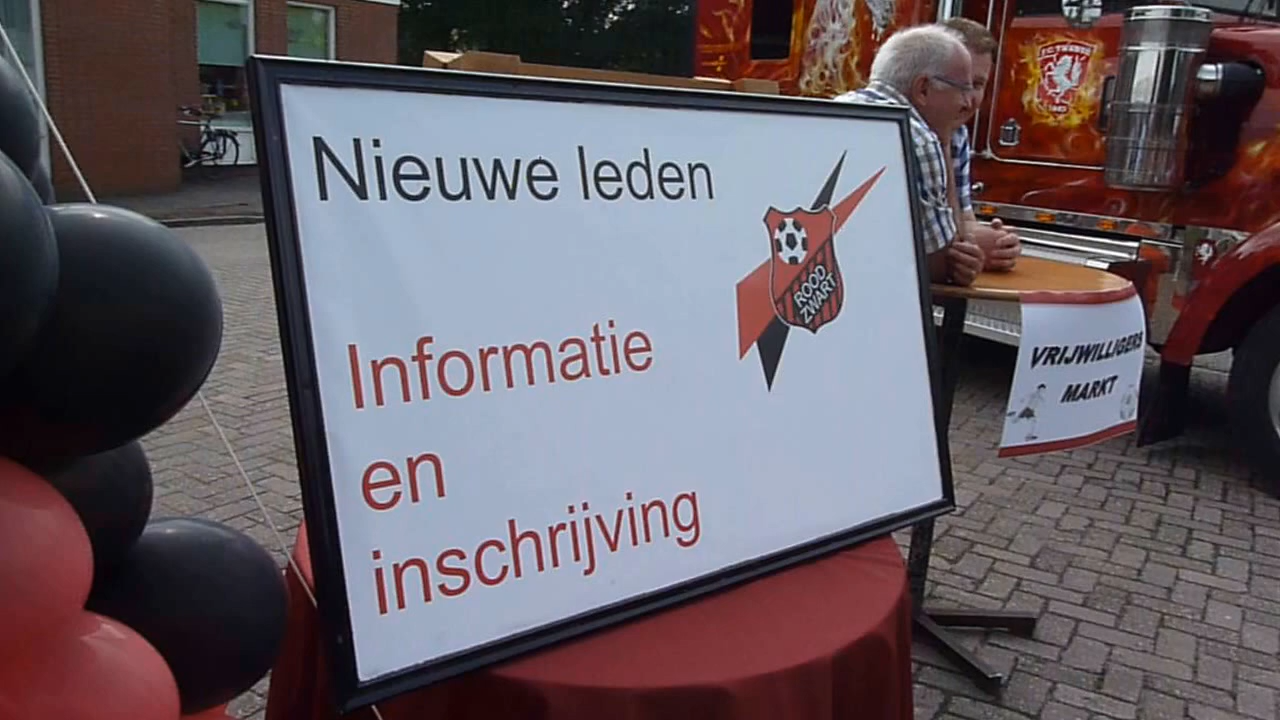 Nieuwe leden
ROOD
ZWART
Informatie
en
inschrijving
VRIJWILLIGERS
MARKT